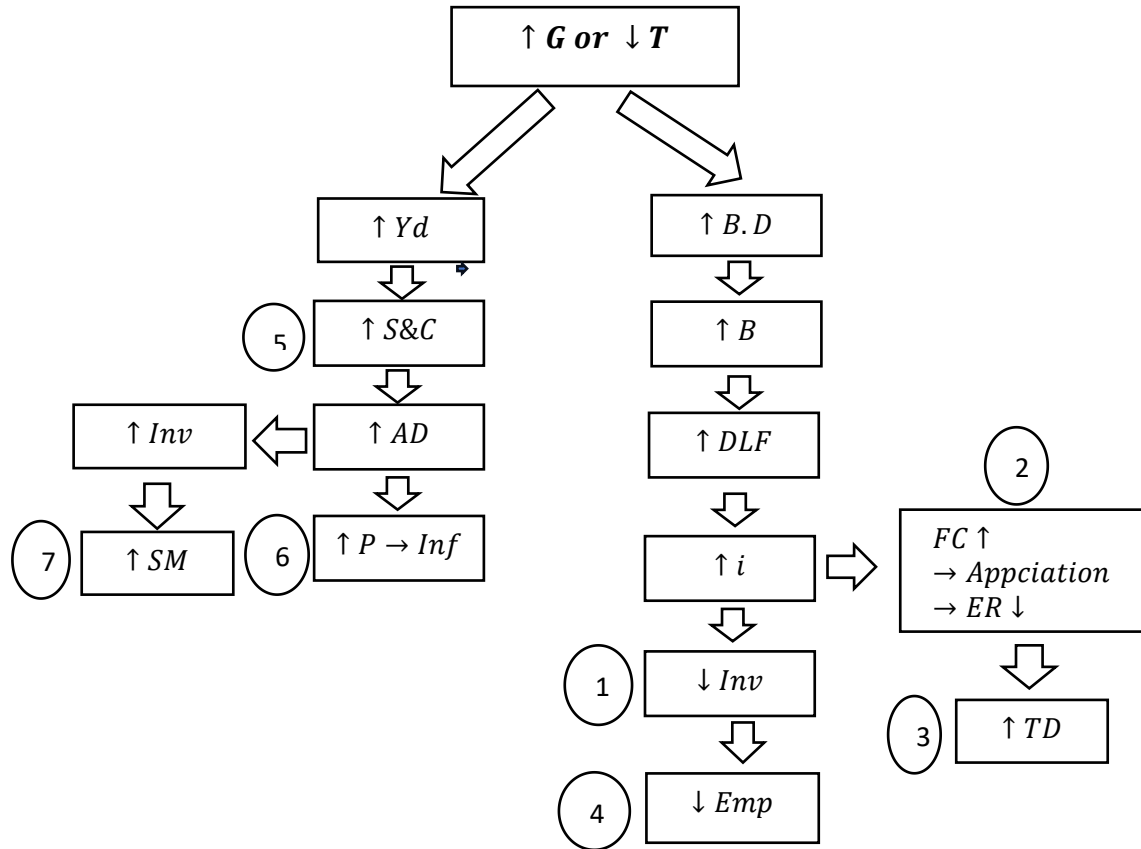 ↑ G or ↓ T
↑ Yd
↑ B.D
5
↑ S&C
↑ B
↑ Inv
↑ AD
↑ DLF
2
7
↑ SM
6
↑ P → Inf
↑ i
FC ↑
→ Appciation
→ ER ↓
1
↓ Inv
3
↑ TD
4
↓ Emp